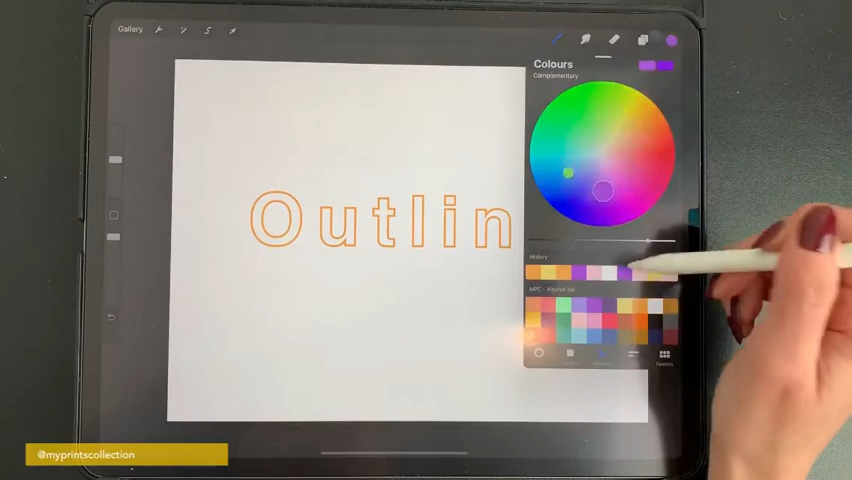 Gallery
Colours
Complementary
Outlin
History
MPC - Alcohol Ink
Palettes
@myprintscollection